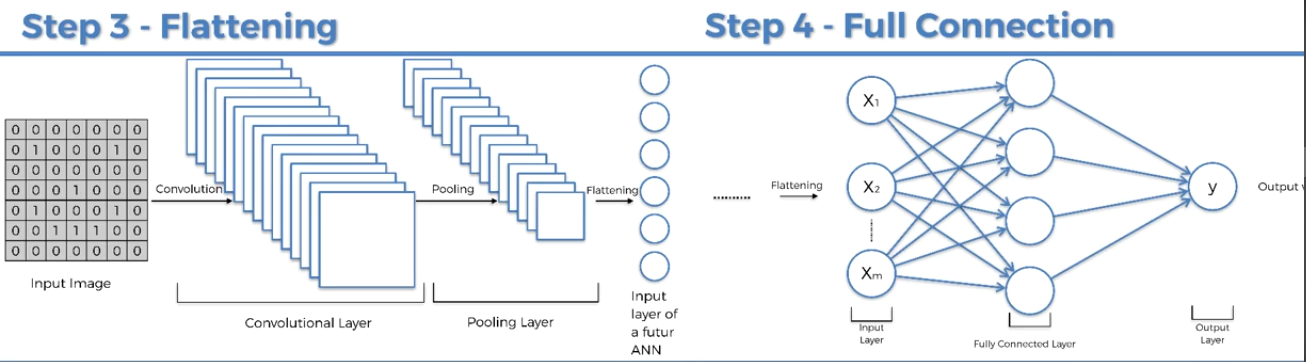 Step 3 - Flattening
Step 4 - Full Connection
0 0 0 0 0 0 0
0 1 0 0 0 1 0
0 0 0 0 0 0 0
0 0 0 1 0 0 0
0 1 0 0 0 1 0
0 0 1 1 1 0 0
0 0 0 0 0 0 0
Input Image
Convolution
Convolutional Layer
Pooling
Pooling Layer
Flattening
Input
layer of
a futur
ANN
..........
Flattening
X1
X2
Xm
Input
Layer
Fully Connected Layer
y
Output
Layer
Output